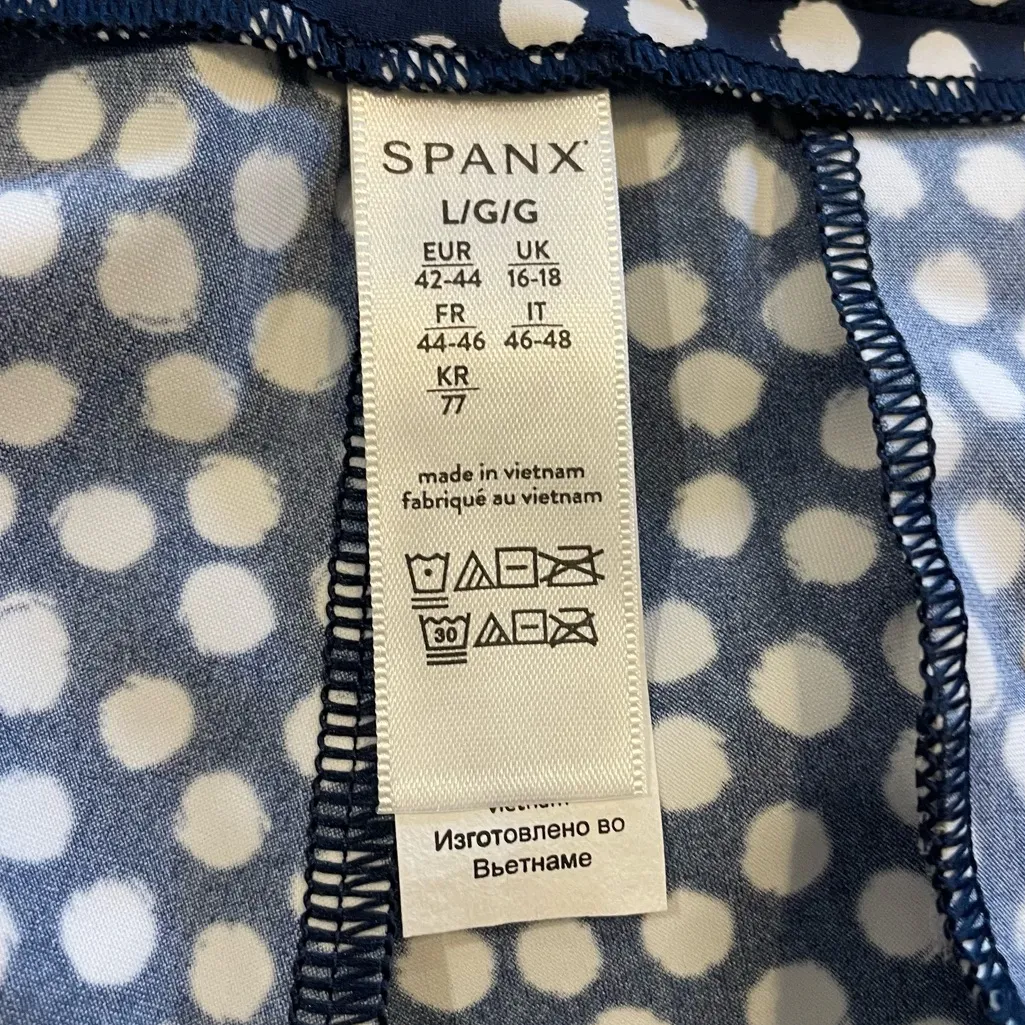 SPANX
L/G/G
EUR UK
42-44 16-18
FR IT
44-46 46-48
KR
77
made in vietnam
fabriqué au vietnam
30
Изготовлено во
Вьетнаме